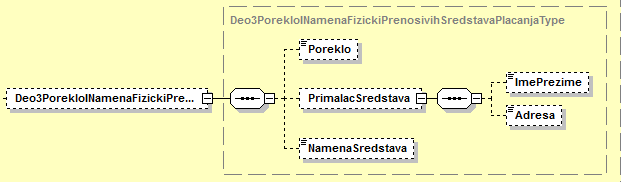 Deo3PorekloINamenaFizickiPrenosivihSredstavaPlacanjaType
Poreklo
Deo3PorekloINamenaFizickiPre...
PrimalacSredstava
ImePrezime
Adresa
NamenaSredstava